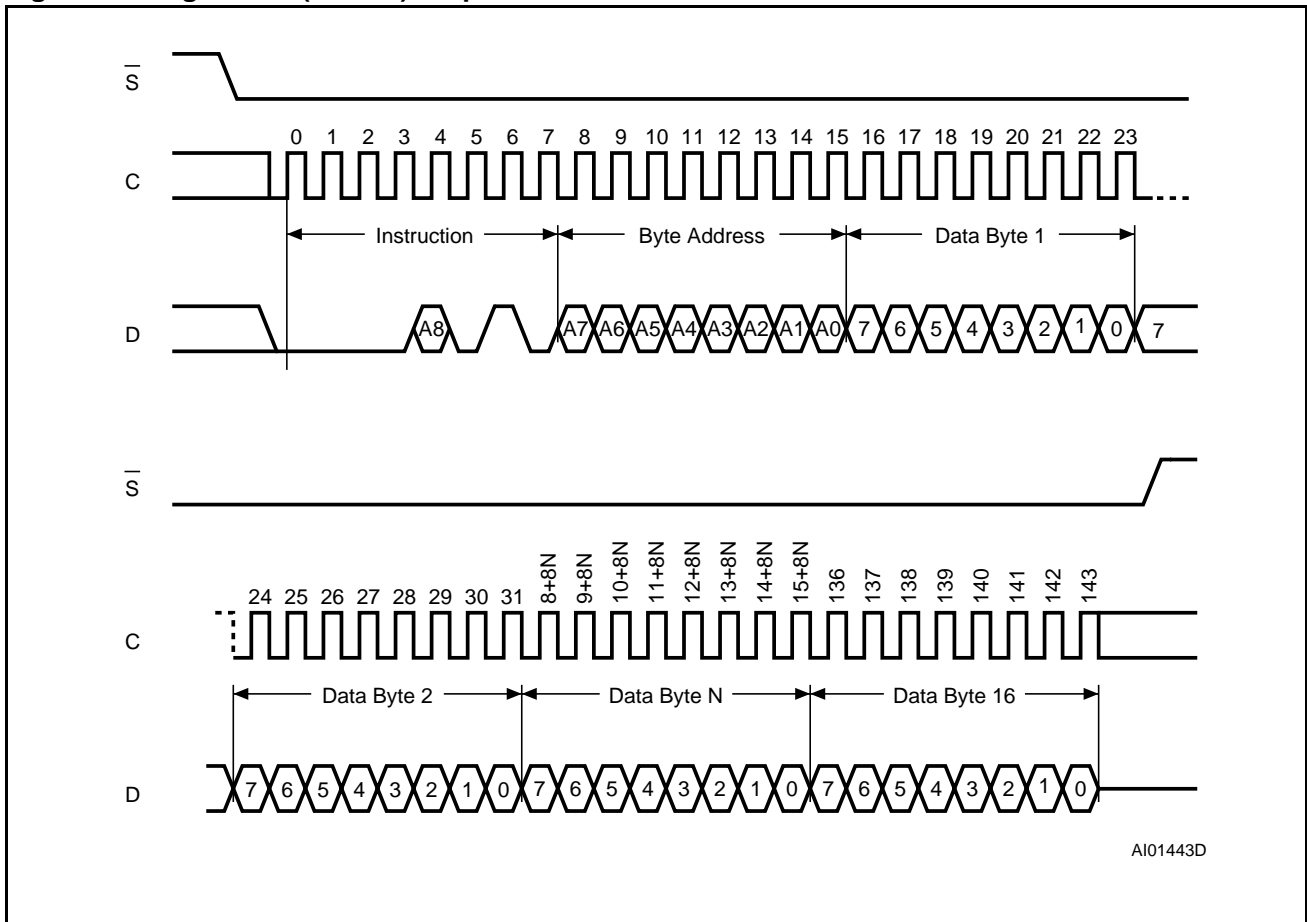 S
0 1 2 3 4 5 6 7 8 9 10 11 12 13 14 15 16 17 18 19 20 21 22 23
C
Instruction Byte Address Data Byte 1
D A8 A7 A6 A5 A4 A3 A2 A1 A0 7 6 5 4 3 2 1 0 7
S
24 25 26 27 28 29 30 31 8+8N 9+8N 10+8N 11+8N 12+8N 13+8N 14+8N 15+8N 136 137 138 139 140 141 142 143
C
Data Byte 2 Data Byte N Data Byte 16
D 7 6 5 4 3 2 1 0 7 6 5 4 3 2 1 0 7 6 5 4 3 2 1 0
AI01443D